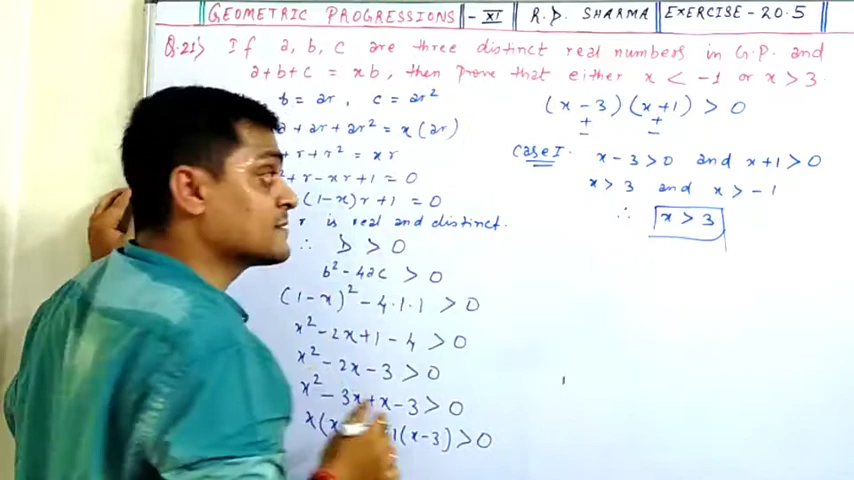 GEOMETRIC PROGRESSIONS - XI R.D. SHARMA EXERCISE - 20.5
Q.21> If a, b, c are three distinct real numbers in G.P. and
a+b+c = xb, then prove that either x < -1 or x > 3.
b = ar, c = ar²
a + ar + ar² = x(ar)
+ r + r² = xr
+ r - xr + 1 = 0
(1-x)r + 1 = 0
r is real and distinct.
∴ D > 0
b² - 4ac > 0
(1-x)² - 4·1·1 > 0
x² - 2x + 1 - 4 > 0
x² - 2x - 3 > 0
x² - 3x + x - 3 > 0
1(x-3) > 0
(x-3)(x+1) > 0
+ +
- -
Case I. x-3 > 0 and x+1 > 0
x > 3 and x > -1
∴ x > 3